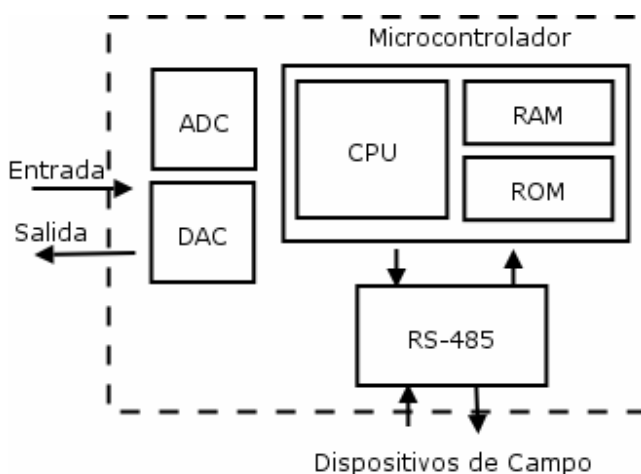 Microcontrolador
ADC
CPU
RAM
ROM
Entrada
Salida
DAC
RS-485
Dispositivos de Campo